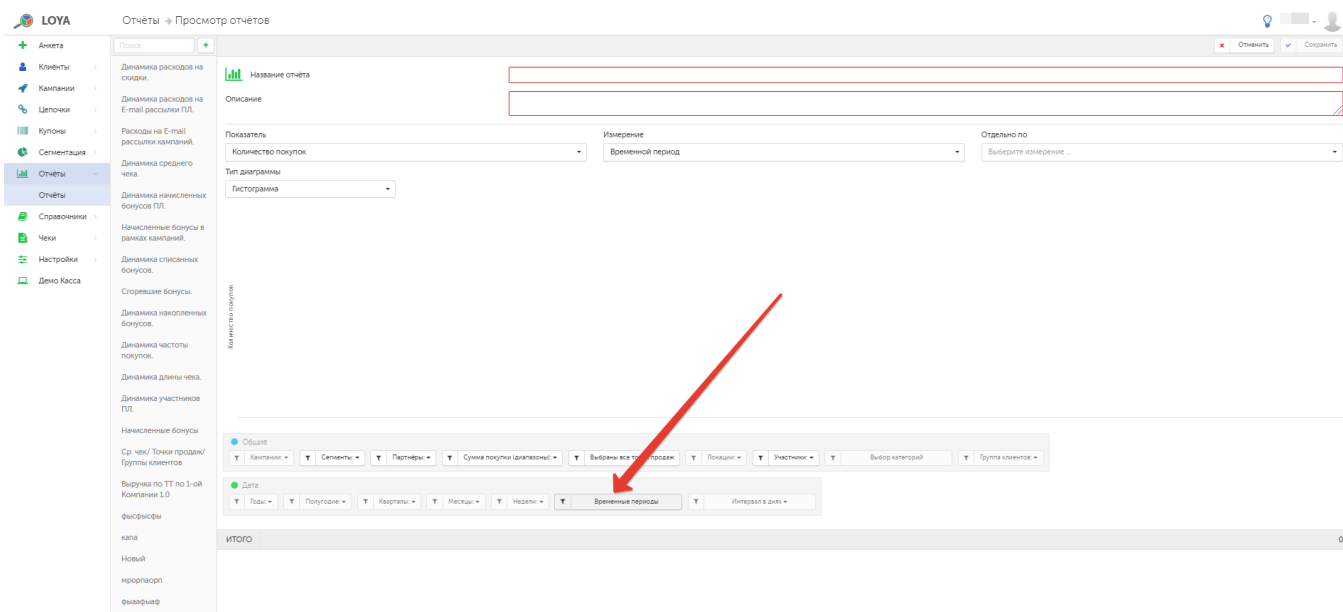 LOYA
Отчёты → Просмотр отчётов
Анкета
Клиенты
Кампании
Цепочки
Купоны
Сегментация
Отчёты
Отчёты
Справочники
Чеки
Настройки
Демо Касса
Поиск
Динамика расходов на
скидки.
Динамика расходов на
E-mail рассылки ПЛ.
Расходы на E-mail
рассылки кампаний.
Динамика среднего
чека.
Динамика начисленных
бонусов ПЛ.
Начисленные бонусы в
рамках кампаний.
Динамика списанных
бонусов.
Сгоревшие бонусы.
Динамика накопленных
бонусов.
Динамика частоты
покупок.
Динамика длины чека.
Динамика участников
ПЛ.
Начисленные бонусы
Ср. чек/ Точки продаж/
Группы клиентов
Выручка по ТТ по 1-ой
Компании 1.0
фысфысфы
капа
Новый
мрорпаорп
фыаафыаф
Отменить
Сохранить
Название отчёта
Описание
Показатель
Измерение
Отдельно по
Количество покупок
Временной период
Выберите измерение ...
Тип диаграммы
Гистограмма
Количество покупок
Общие
Кампании:
Сегменты:
Партнёры:
Сумма покупки (диапазоны):
Выбраны все продаж
Локации:
Участники:
Выбор категорий
Группа клиентов:
Дата
Годы:
Полугодие:
Кварталы:
Месяцы:
Недели:
Временные периоды
Интервал в днях
ИТОГО
0